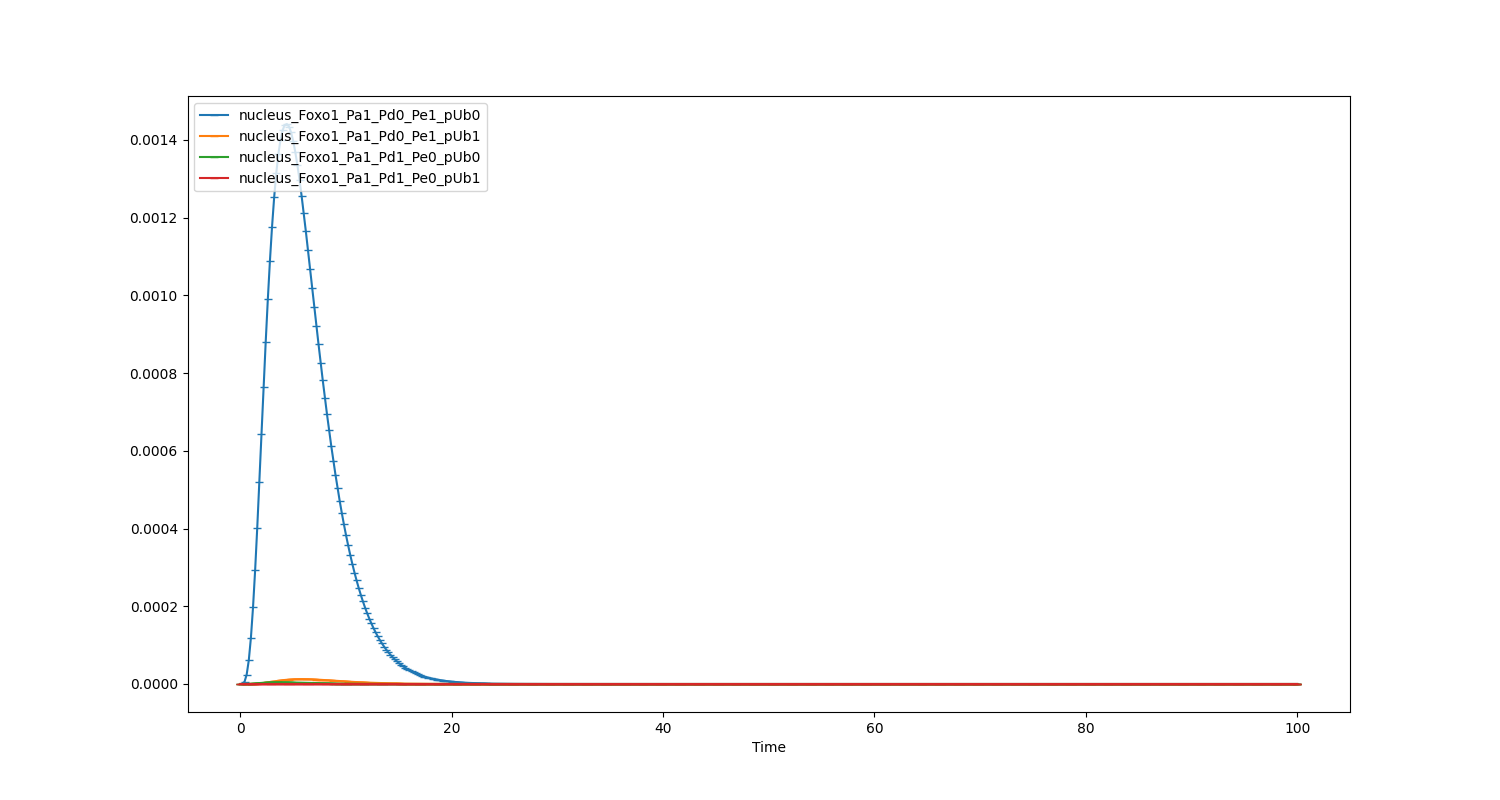 nucleus_Foxo1_Pa1_Pd0_Pe1_pUb0
nucleus_Foxo1_Pa1_Pd0_Pe1_pUb1
nucleus_Foxo1_Pa1_Pd1_Pe0_pUb0
nucleus_Foxo1_Pa1_Pd1_Pe0_pUb1
0.0014
0.0012
0.0010
0.0008
0.0006
0.0004
0.0002
0.0000
0 20 40 60 80 100
Time